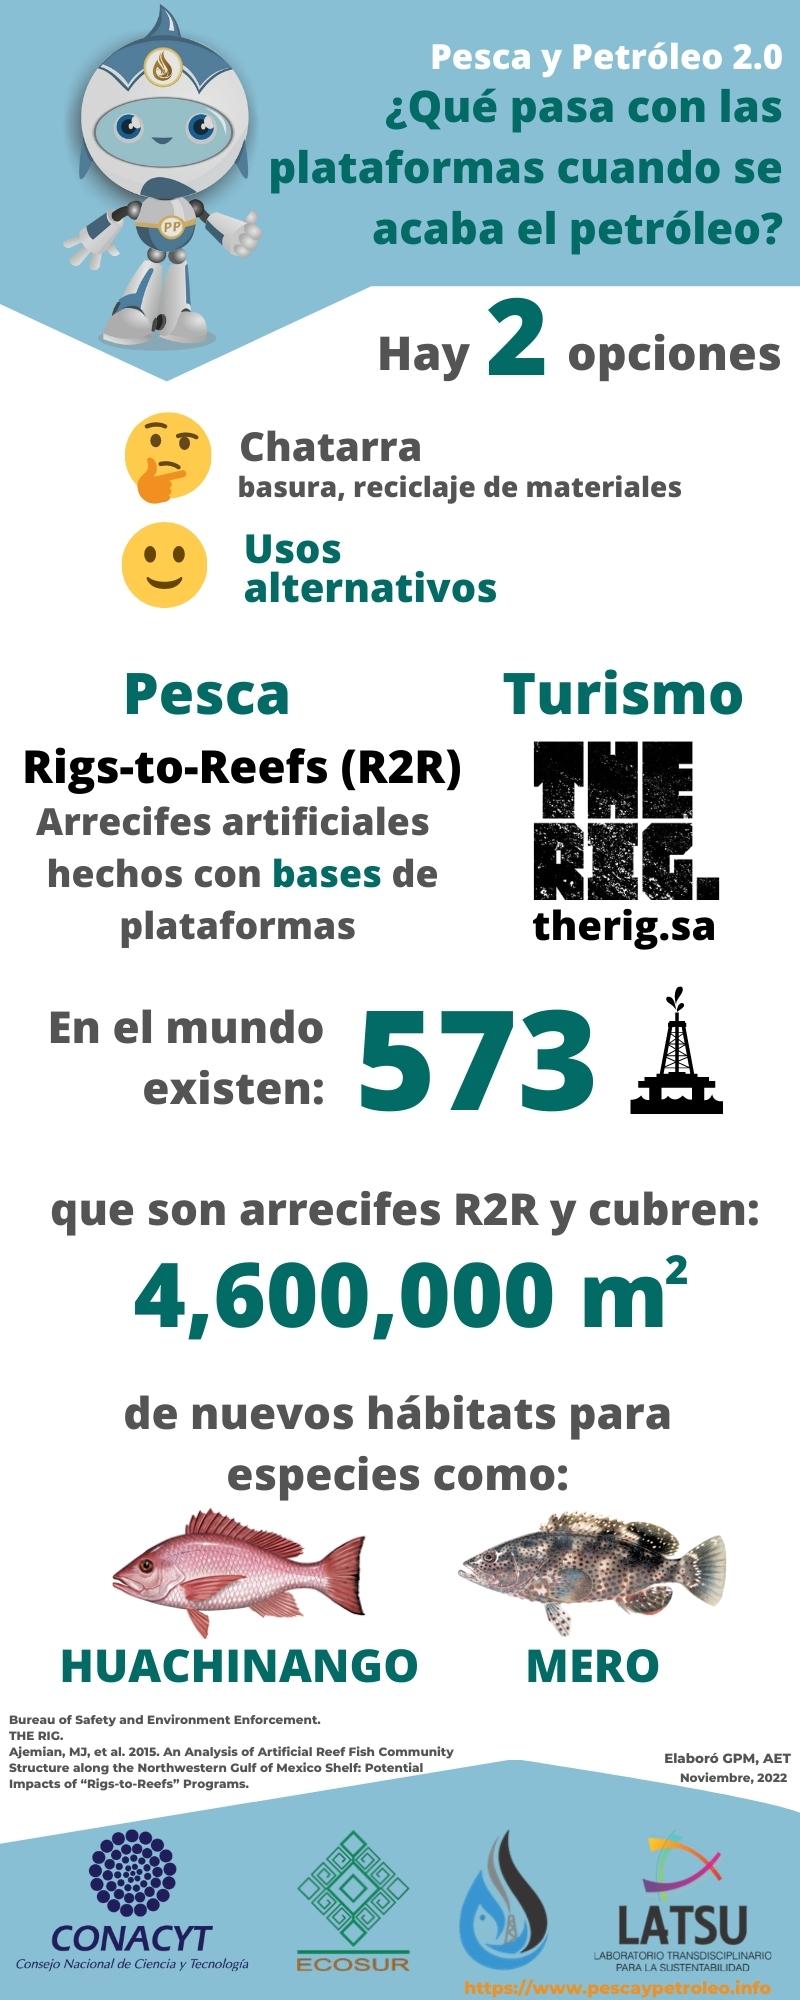 Pesca y Petróleo 2.0
¿Qué pasa con las
plataformas cuando se
acaba el petróleo?
PP
Hay 2 opciones
Chatarra
basura, reciclaje de materiales
Usos
alternativos
Pesca
Rigs-to-Reefs (R2R)
Arrecifes artificiales
hechos con bases de
plataformas
Turismo
THE
RIG.
therig.sa
En el mundo
existen:
573
que son arrecifes R2R y cubren:
4,600,000 m²
de nuevos hábitats para
especies como:
HUACHINANGO
MERO
Bureau of Safety and Environment Enforcement.
THE RIG.
Ajemian, MJ, et al. 2015. An Analysis of Artificial Reef Fish Community
Structure along the Northwestern Gulf of Mexico Shelf: Potential
Impacts of “Rigs-to-Reefs” Programs.
Elaboró GPM, AET
Noviembre, 2022
CONACYT
Consejo Nacional de Ciencia y Tecnología
ECOSUR
LATSU
LABORATORIO TRANSDISCIPLINARIO
PARA LA SUSTENTABILIDAD
https://www.pescaypetroleo.info